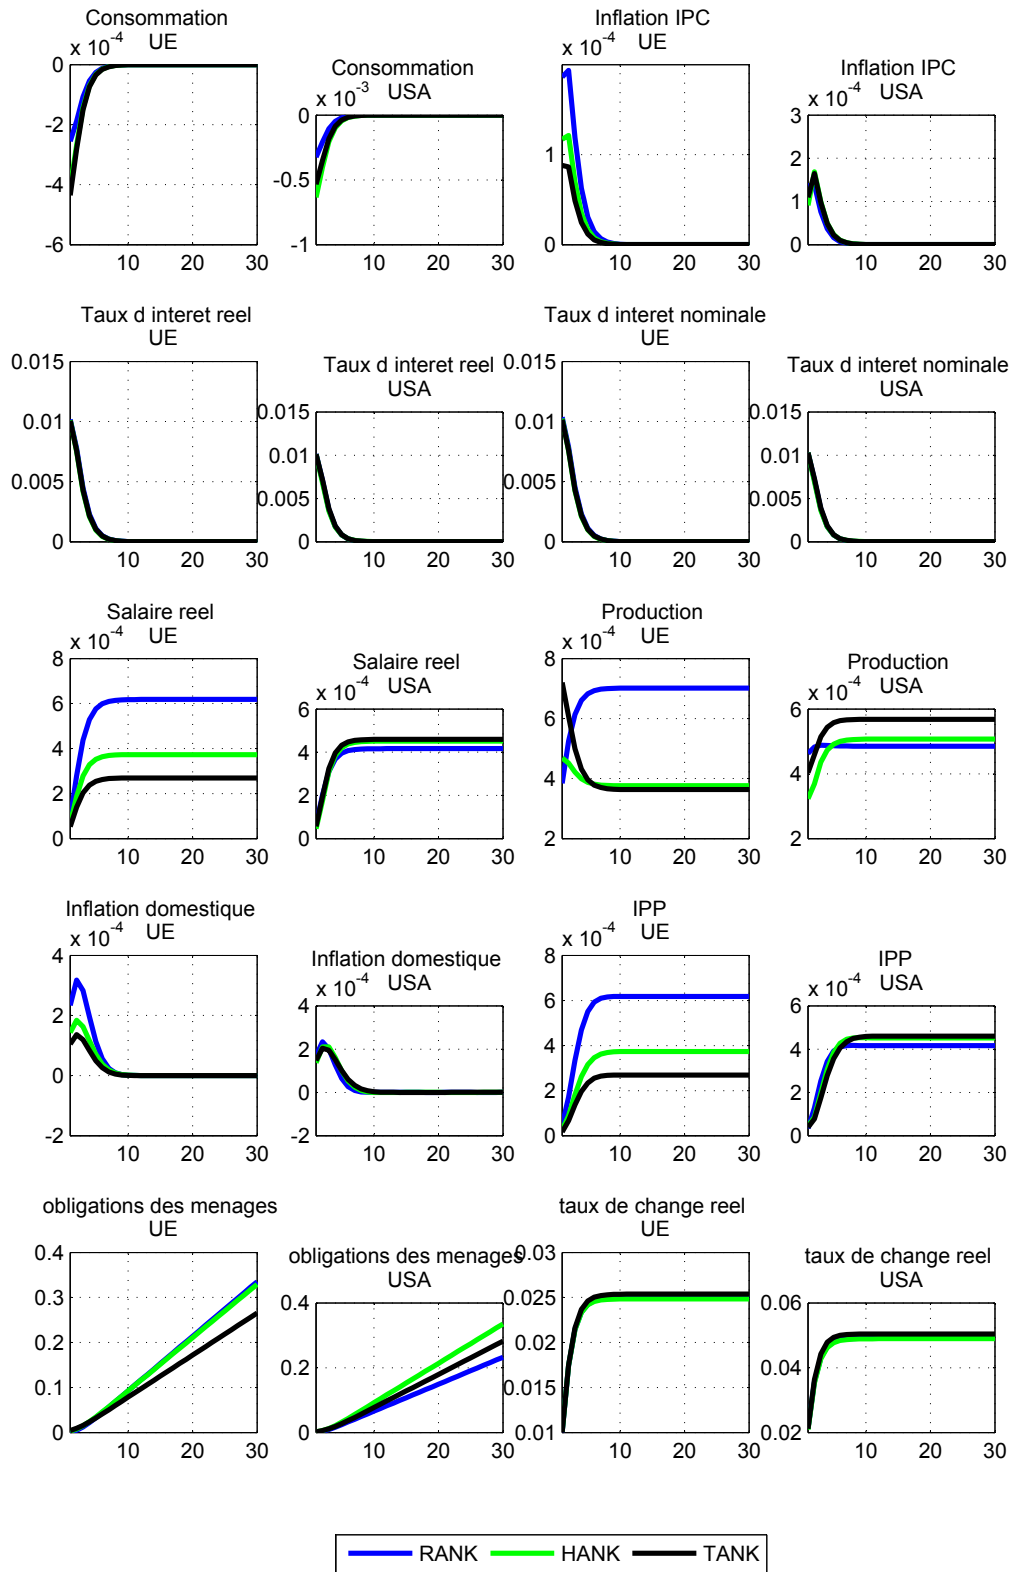 Consommation
UE
x 10^-4
0
-2
-4
-6
10 20 30
Consommation
USA
x 10^-3
0
-0.5
-1
10 20 30
Inflation IPC
UE
x 10^-4
1
0
10 20 30
Inflation IPC
USA
x 10^-4
3
2
1
0
10 20 30
Taux d interet reel
UE
0.015
0.01
0.005
0
10 20 30
Taux d interet reel
USA
0.015
0.01
0.005
0
10 20 30
Taux d interet nominale
UE
0.015
0.01
0.005
0
10 20 30
Taux d interet nominale
USA
0.015
0.01
0.005
0
10 20 30
Salaire reel
UE
x 10^-4
8
6
4
2
0
10 20 30
Salaire reel
USA
x 10^-4
6
4
2
0
10 20 30
Production
UE
x 10^-4
8
6
4
2
10 20 30
Production
USA
x 10^-4
6
4
2
10 20 30
Inflation domestique
UE
x 10^-4
4
2
0
-2
10 20 30
Inflation domestique
USA
x 10^-4
4
2
0
-2
10 20 30
IPP
UE
x 10^-4
8
6
4
2
0
10 20 30
IPP
USA
x 10^-4
6
4
2
0
10 20 30
obligations des menages
UE
0.4
0.3
0.2
0.1
0
10 20 30
obligations des menages
USA
0.4
0.2
0
10 20 30
taux de change reel
UE
0.03
0.025
0.02
0.015
0.01
10 20 30
taux de change reel
USA
0.06
0.04
0.02
10 20 30
RANK HANK TANK